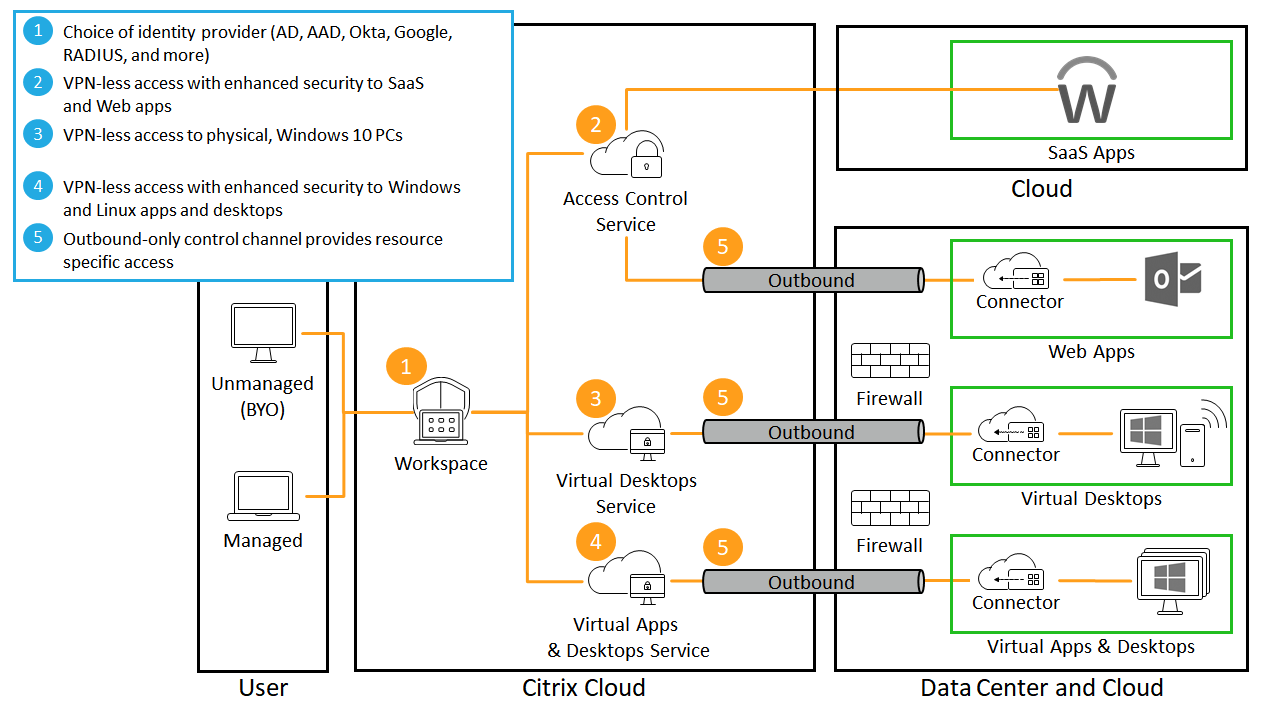 1
Choice of identity provider (AD, AAD, Okta, Google,
RADIUS, and more)
2
VPN-less access with enhanced security to SaaS
and Web apps
3
VPN-less access to physical, Windows 10 PCs
4
VPN-less access with enhanced security to Windows
and Linux apps and desktops
5
Outbound-only control channel provides resource
specific access
Unmanaged
(BYO)
Managed
User
1
Workspace
2
Access Control
Service
5
Outbound
3
Virtual Desktops
Service
5
Outbound
4
Virtual Apps
& Desktops Service
5
Outbound
Citrix Cloud
W
SaaS Apps
Cloud
Connector
O
Web Apps
Firewall
Connector
Virtual Desktops
Firewall
Connector
Virtual Apps & Desktops
Data Center and Cloud